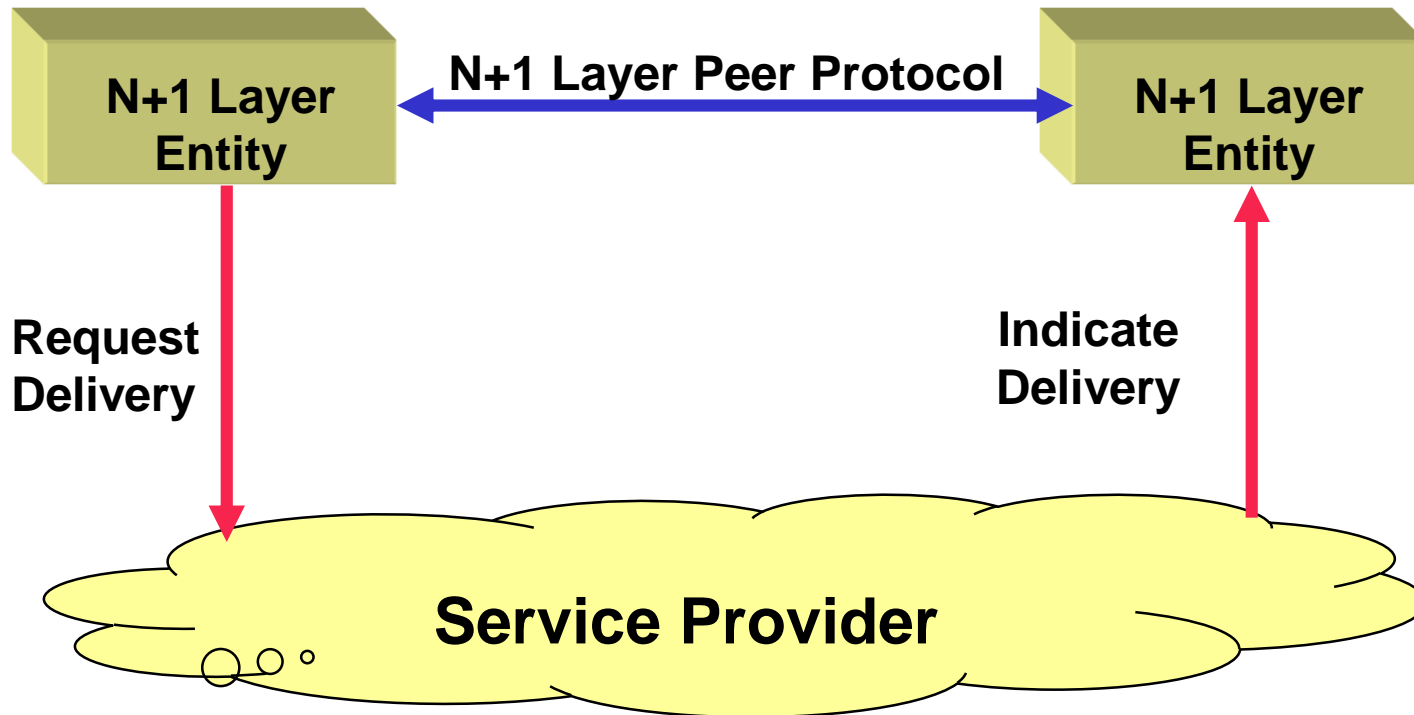 N+1 Layer
Entity
N+1 Layer Peer Protocol
N+1 Layer
Entity
Request
Delivery
Indicate
Delivery
Service Provider